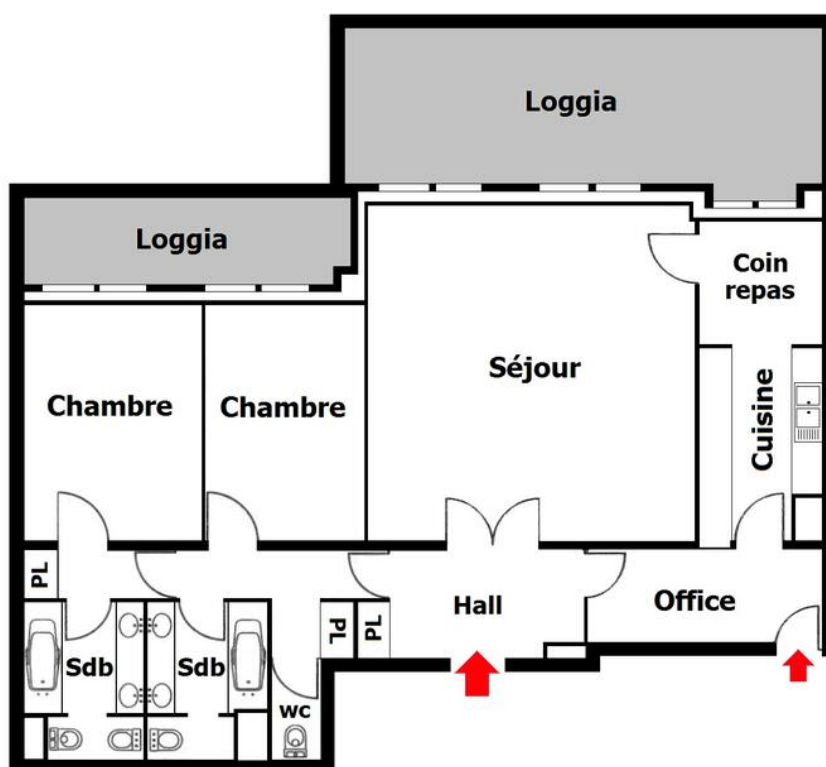 Loggia
Loggia
Coin
repas
Séjour
Chambre
Chambre
Cuisine
PL
Hall
Office
PL
PL
Sdb
Sdb
wc